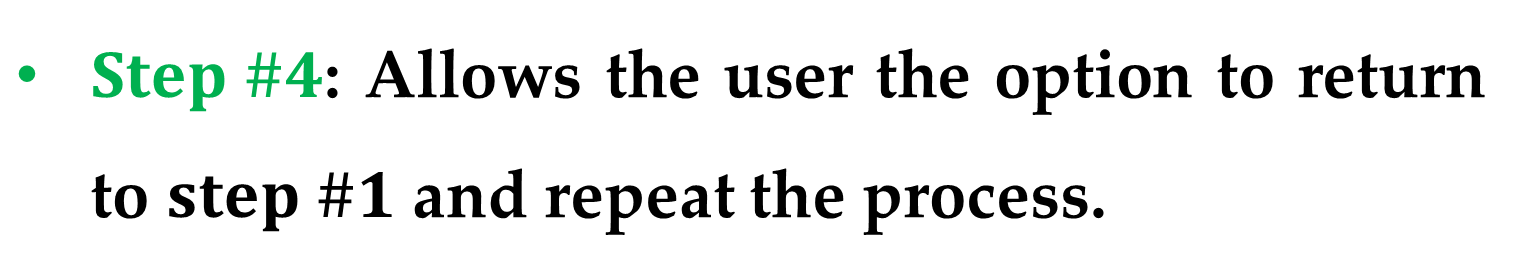 • Step #4: Allows the user the option to return
to step #1 and repeat the process.